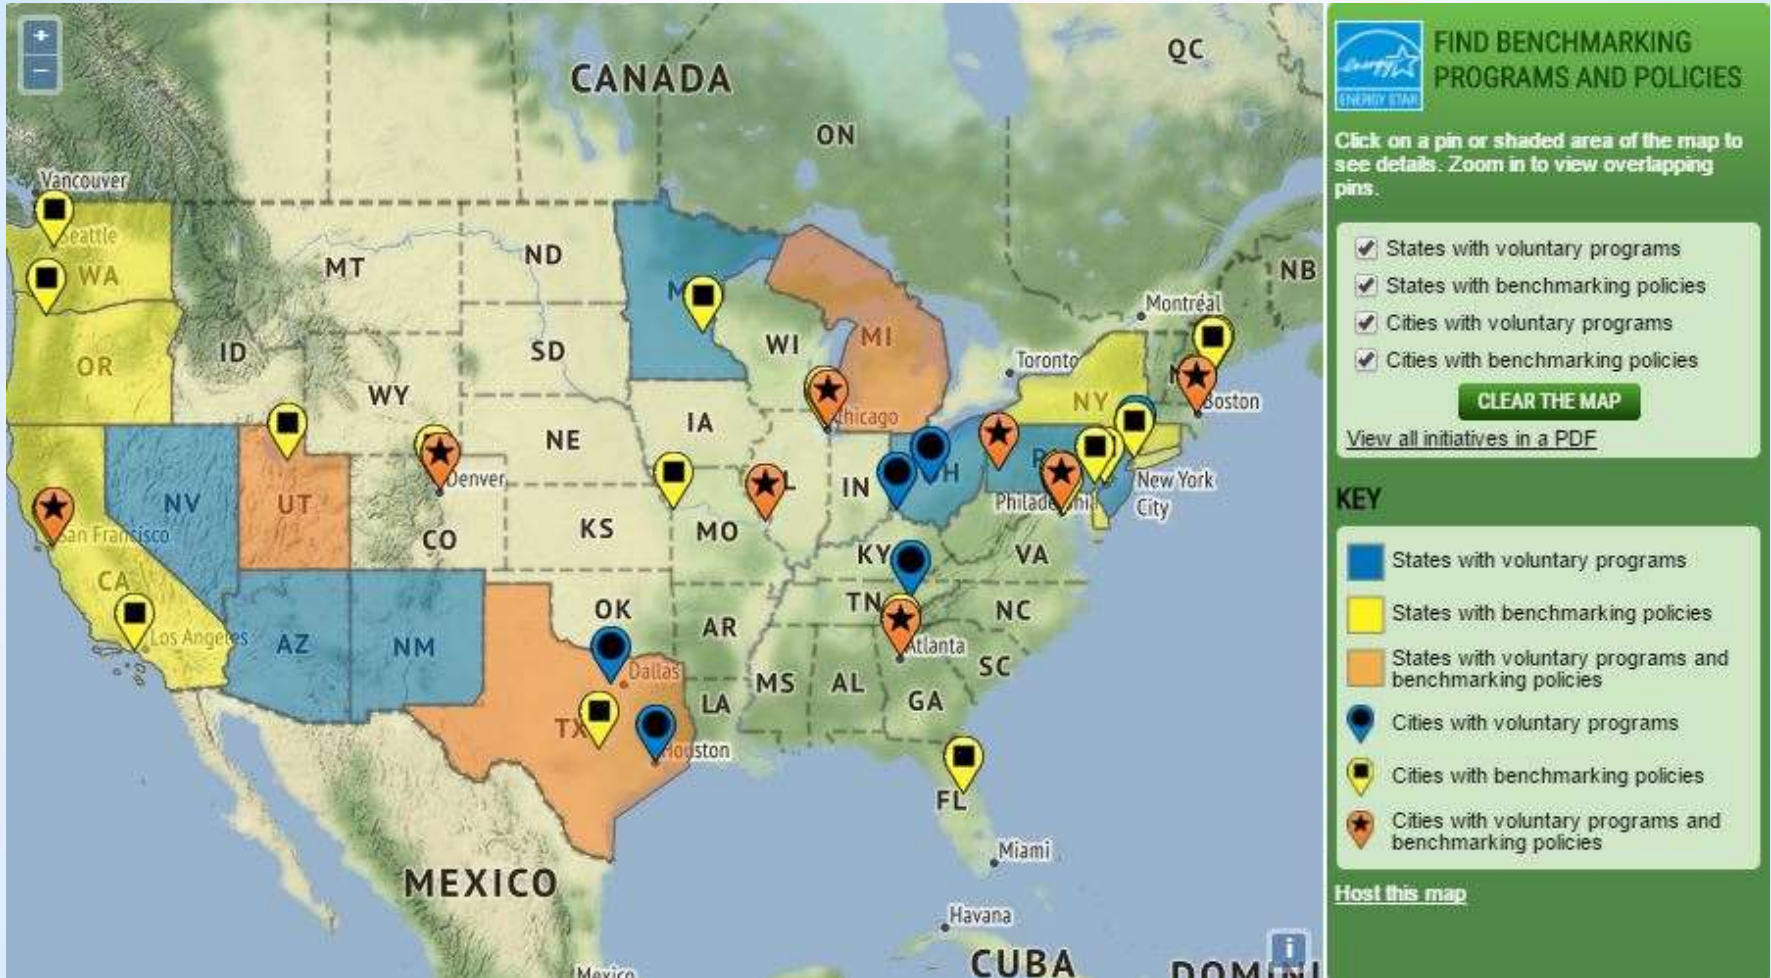 +
−
CANADA
QC
ON
Vancouver
Seattle
WA
MT
ND
NB
Montréal
OR
ID
SD
WI
MI
Toronto
WY
NY
Boston
IA
Chicago
NE
Denver
IN
New York
City
NV
UT
San Francisco
CO
KS
MO
KY
VA
CA
OK
TN
NC
Los Angeles
AZ
NM
AR
Atlanta
SC
Dallas
MS
AL
LA
GA
TX
Houston
FL
Miami
MEXICO
Havana
CUBA
i
energy
ENERGY STAR
FIND BENCHMARKING
PROGRAMS AND POLICIES
Click on a pin or shaded area of the map to
see details. Zoom in to view overlapping
pins.
States with voluntary programs
States with benchmarking policies
Cities with voluntary programs
Cities with benchmarking policies
CLEAR THE MAP
View all initiatives in a PDF
KEY
States with voluntary programs
States with benchmarking policies
States with voluntary programs and
benchmarking policies
Cities with voluntary programs
Cities with benchmarking policies
Cities with voluntary programs and
benchmarking policies
Host this map